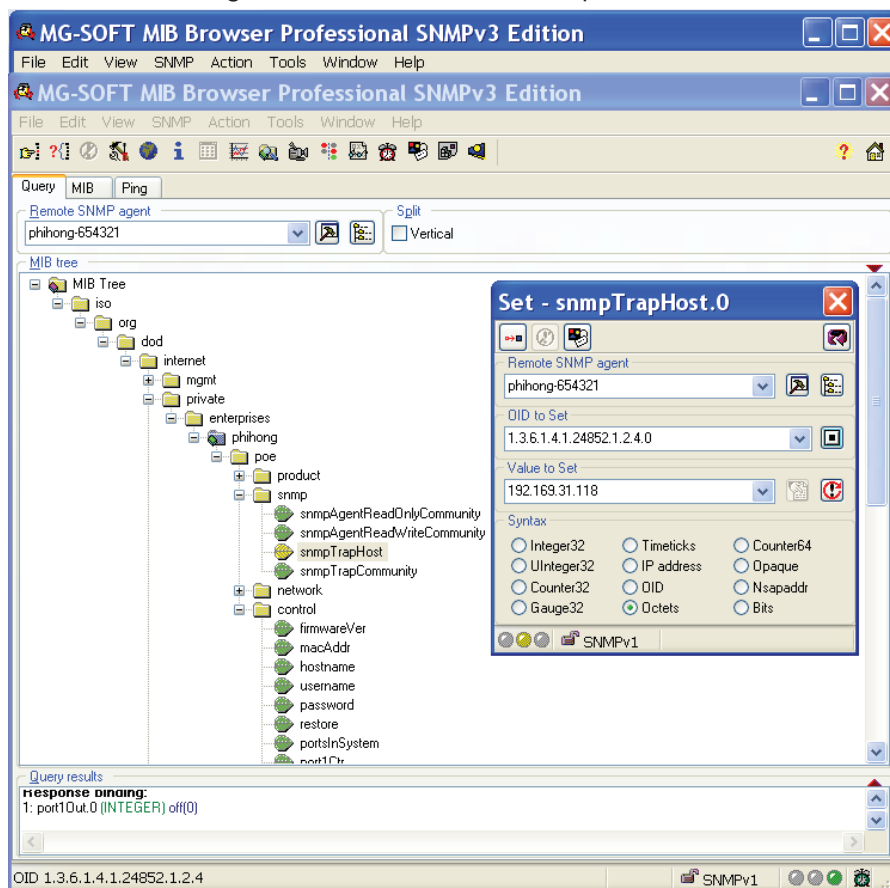 MG-SOFT MIB Browser Professional SNMPv3 Edition
File Edit View SNMP Action Tools Window Help
MG-SOFT MIB Browser Professional SNMPv3 Edition
File Edit View SNMP Action Tools Window Help
Query MIB Ping
Remote SNMP agent
phihong-654321
Split
Vertical
MIB tree
MIB Tree
iso
org
dod
internet
mgmt
private
enterprises
phihong
poe
product
snmp
snmpAgentReadOnlyCommunity
snmpAgentReadWriteCommunity
snmpTrapHost
snmpTrapCommunity
network
control
firmwareVer
macAddr
hostname
username
password
restore
portsInSystem
port1Ctr
Set - snmpTrapHost.0
Remote SNMP agent
phihong-654321
OID to Set
1.3.6.1.4.1.24852.1.2.4.0
Value to Set
192.169.31.118
Syntax
Integer32 Timeticks Counter64
UInteger32 IP address Opaque
Counter32 OID Nsapaddr
Gauge32 Octets Bits
SNMPv1
Query results
Response binding:
1: port1Out.0 (INTEGER) off(0)
OID 1.3.6.1.4.1.24852.1.2.4
SNMPv1